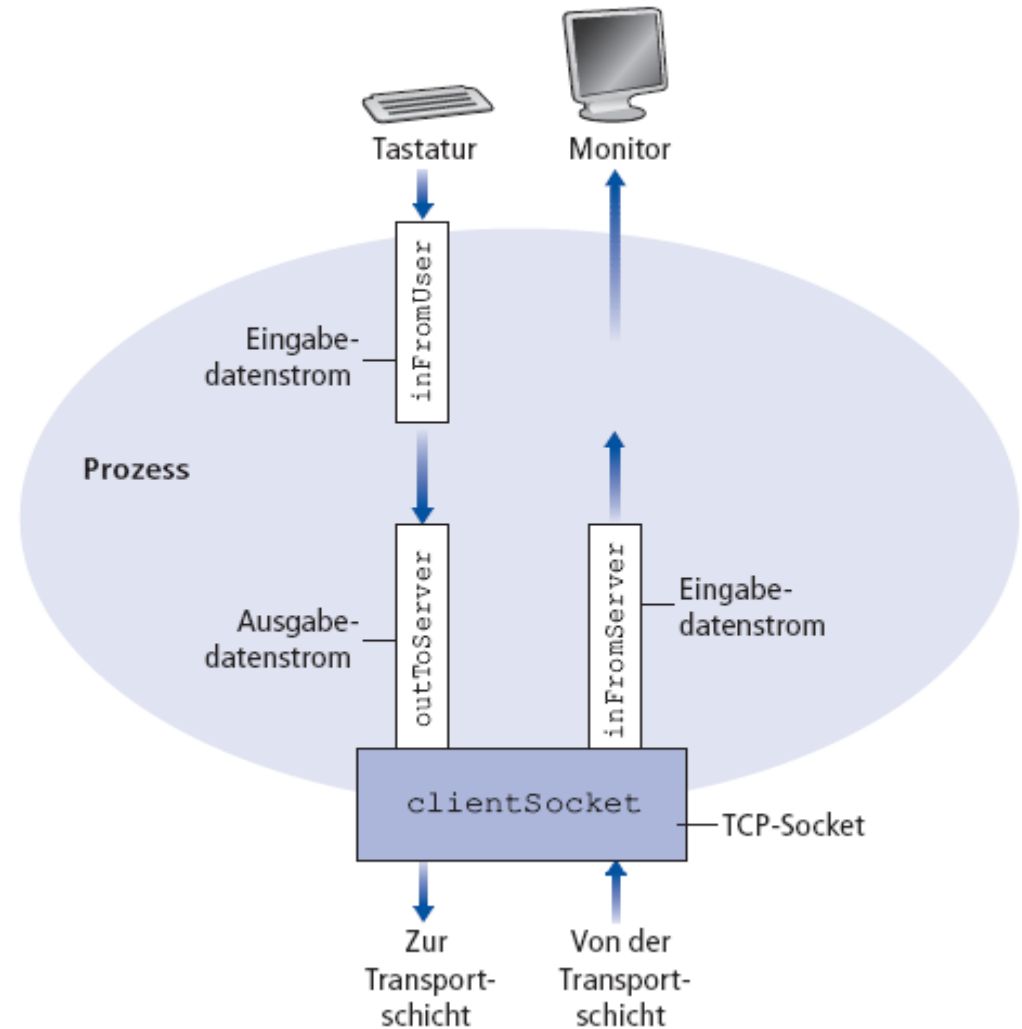 Tastatur
Monitor
inFromUser
Eingabe-
datenstrom
Prozess
outToServer
Ausgabe-
datenstrom
inFromServer
Eingabe-
datenstrom
clientSocket
TCP-Socket
Zur
Transport-
schicht
Von der
Transport-
schicht